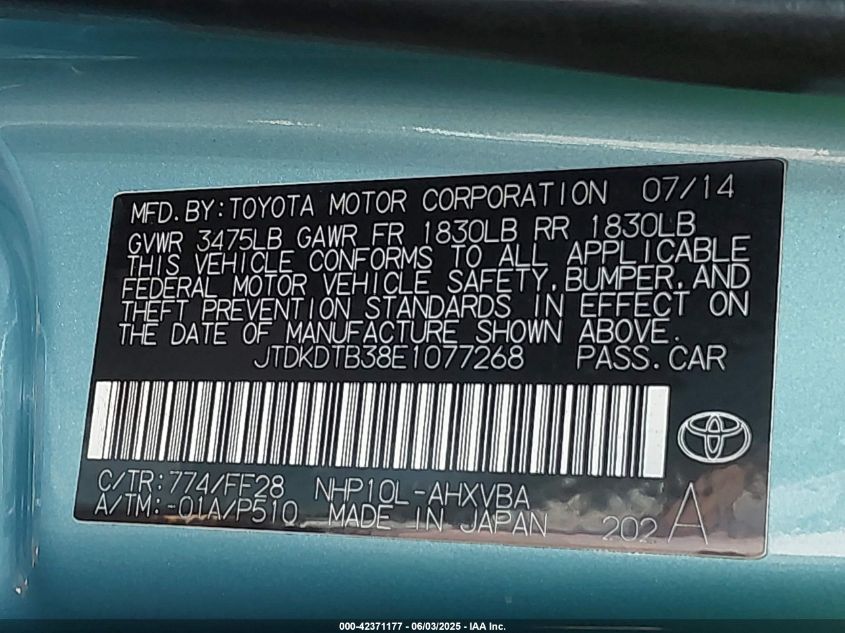 MFD.BY:TOYOTA MOTOR CORPORATION 07/14
GVWR 3475LB GAWR FR 1830LB RR 1830LB
THIS VEHICLE CONFORMS TO ALL APPLICABLE
FEDERAL MOTOR VEHICLE SAFETY,BUMPER,AND
THEFT PREVENTION STANDARDS IN EFFECT ON
THE DATE OF MANUFACTURE SHOWN ABOVE.
JTDKDTB38E1077268 PASS.CAR
C/TR:774/FF28 NHP10L-AHXVBA
A/TM:-01A/P510 MADE IN JAPAN 202 A
000-42371177 - 06/03/2025 - IAA Inc.